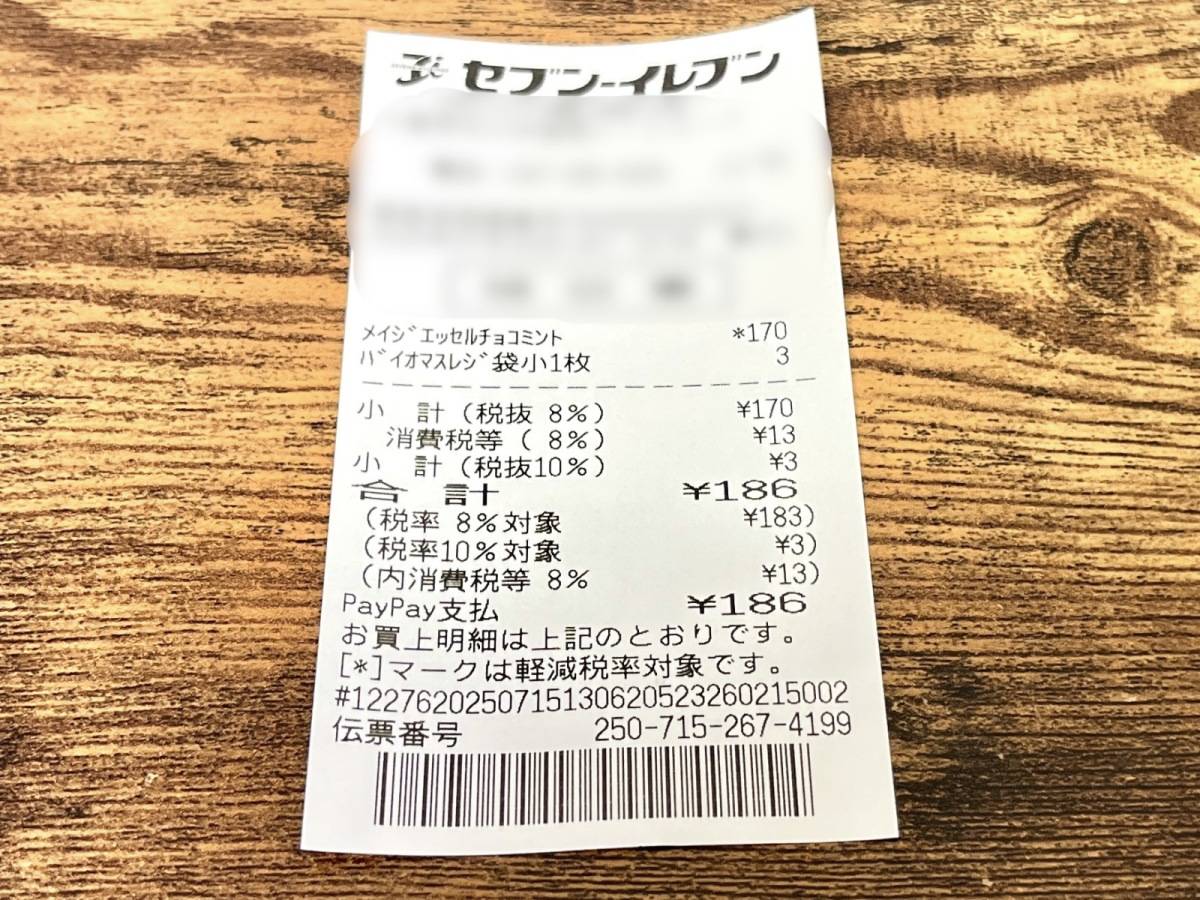 セブン-イレブン
メイジ゛エッセルチョコミント *170
バイオマスレジ゛袋小1枚 3
小 計(税抜 8%) ¥170
消費税等( 8%) ¥13
小 計(税抜10%) ¥3
合 計 ¥186
(税率 8%対象 ¥183)
(税率10%対象 ¥3)
(内消費税等 8% ¥13)
PayPay支払 ¥186
お買上明細は上記のとおりです。
[*]マークは軽減税率対象です。
#122762025071513062052326021​5002
伝票番号 250-715-267-4199